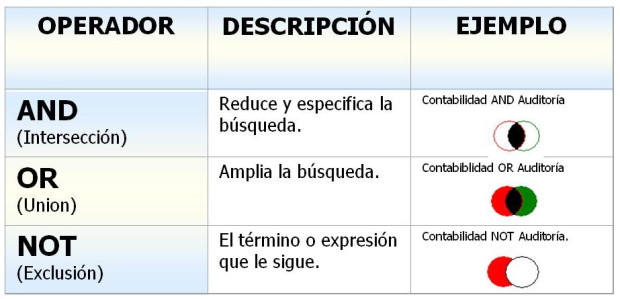 OPERADOR
DESCRIPCIÓN
EJEMPLO
AND
(Intersección)
Reduce y especifica la
búsqueda.
Contabilidad AND Auditoría
OR
(Union)
Amplia la búsqueda.
Contabiblidad OR Auditoría
NOT
(Exclusión)
El término o expresión
que le sigue.
Contabilidad NOT Auditoría.